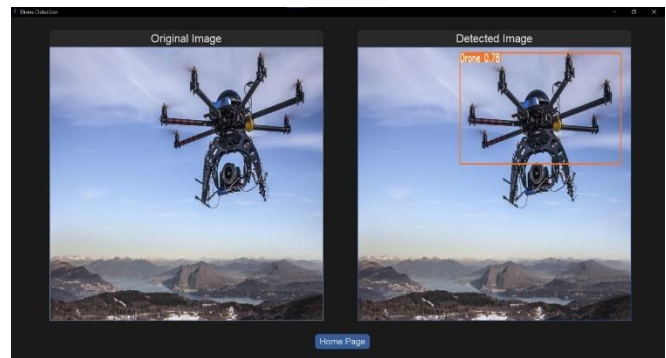 Drone Detection
Original Image
Detected Image
Drone 0.78
Home Page